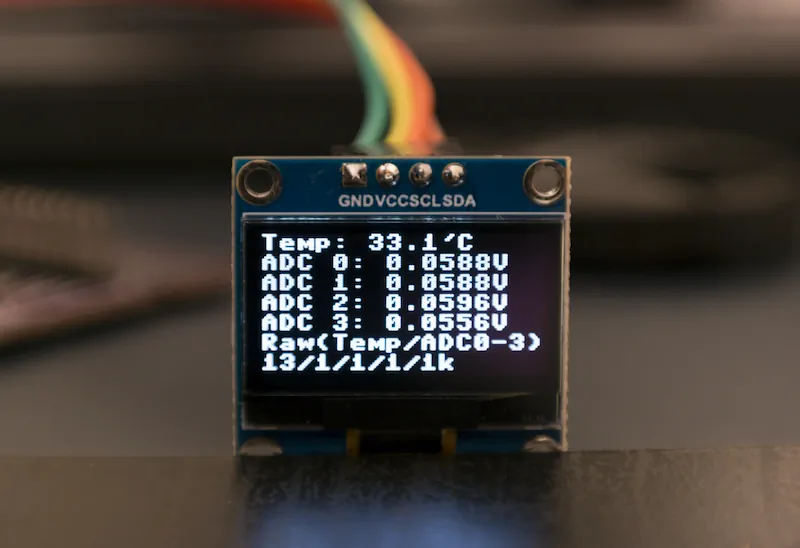 GNDVCCSCLSDA
Temp: 33.1'C
ADC 0: 0.0588V
ADC 1: 0.0588V
ADC 2: 0.0596V
ADC 3: 0.0556V
Raw(Temp/ADC0-3)
13/1/1/1/1k